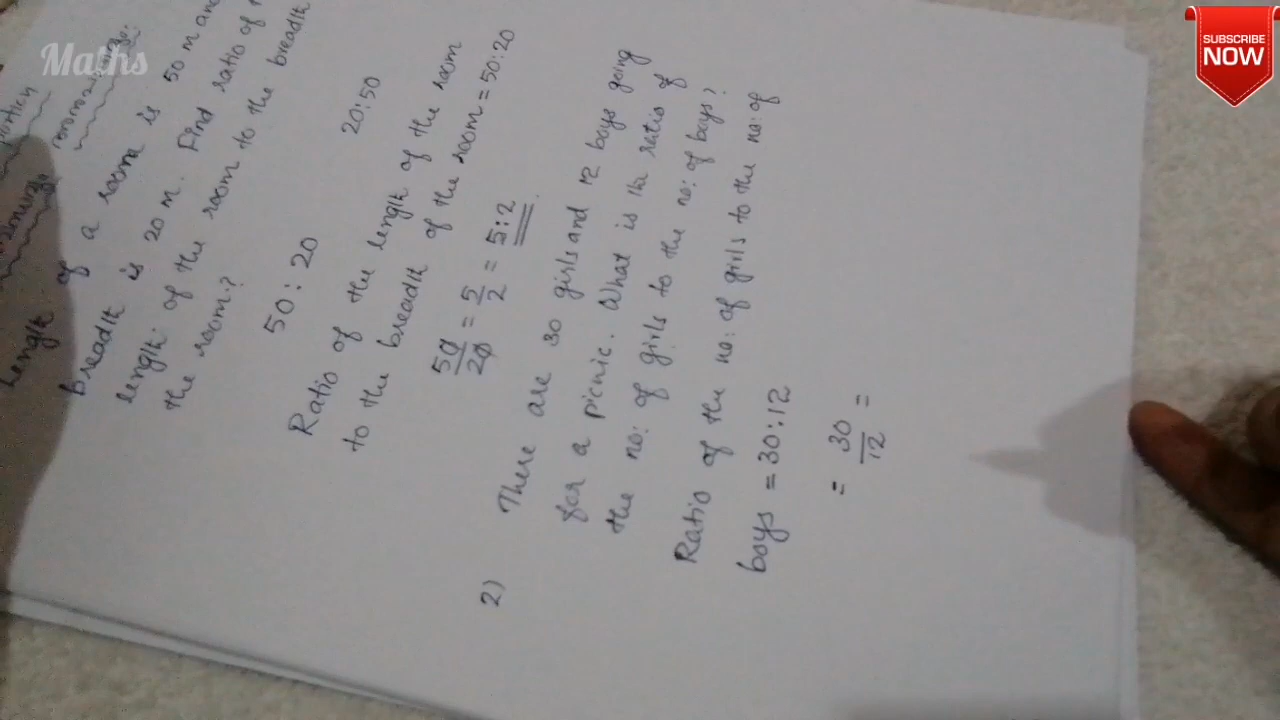 Maths
SUBSCRIBE
NOW
Length of a room is 50 m and
breadth is 20 m. Find ratio of
length of the room to the breadth
the room?
50 : 20
20:50
Ratio of the length of the room
to the breadth of the room = 50:20
50/20 = 5/2 = 5:2
2) There are 30 girls and 12 boys going
for a picnic. What is the ratio of
the no: of girls to the no: of boys?
Ratio of the no: of girls to the no: of
boys = 30:12
= 30/12 =